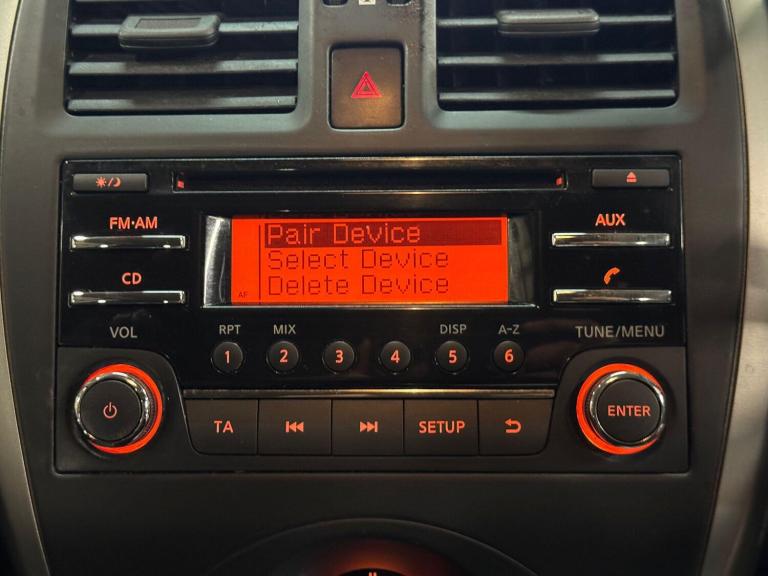 FM·AM
AUX
Pair Device
Select Device
Delete Device
AF
CD
VOL
RPT MIX DISP A-Z
TUNE/MENU
1 2 3 4 5 6
ENTER
TA SETUP